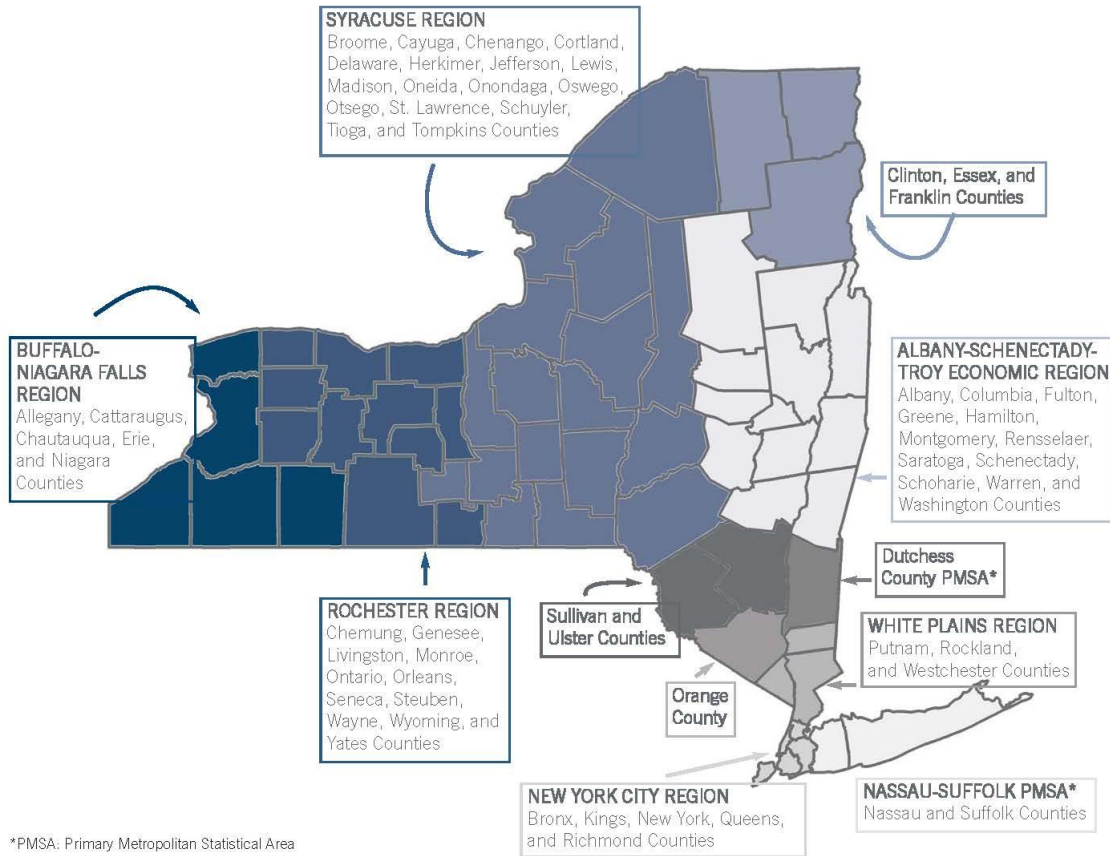 SYRACUSE REGION
Broome, Cayuga, Chenango, Cortland,
Delaware, Herkimer, Jefferson, Lewis,
Madison, Oneida, Onondaga, Oswego,
Otsego, St. Lawrence, Schuyler,
Tioga, and Tompkins Counties
Clinton, Essex, and
Franklin Counties
BUFFALO-
NIAGARA FALLS
REGION
Allegany, Cattaraugus,
Chautauqua, Erie,
and Niagara
Counties
ALBANY-SCHENECTADY-
TROY ECONOMIC REGION
Albany, Columbia, Fulton,
Greene, Hamilton,
Montgomery, Rensselaer,
Saratoga, Schenectady,
Schoharie, Warren, and
Washington Counties
Dutchess
County PMSA*
ROCHESTER REGION
Chemung, Genesee,
Livingston, Monroe,
Ontario, Orleans,
Seneca, Steuben,
Wayne, Wyoming, and
Yates Counties
Sullivan and
Ulster Counties
WHITE PLAINS REGION
Putnam, Rockland,
and Westchester Counties
Orange
County
NEW YORK CITY REGION
Bronx, Kings, New York, Queens,
and Richmond Counties
NASSAU-SUFFOLK PMSA*
Nassau and Suffolk Counties
*PMSA: Primary Metropolitan Statistical Area